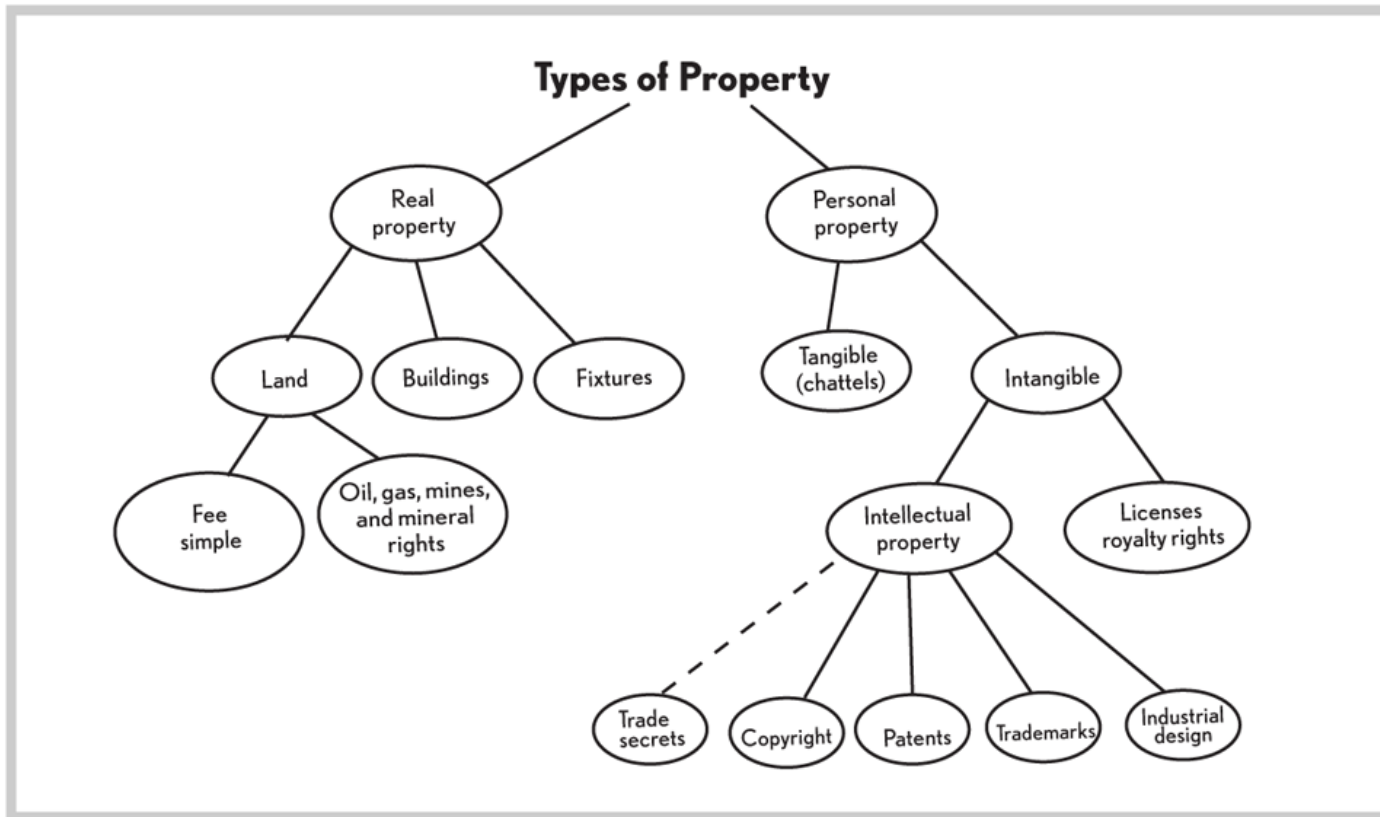 Types of Property
Real
property
Personal
property
Land
Buildings
Fixtures
Tangible
(chattels)
Intangible
Fee
simple
Oil, gas, mines,
and mineral
rights
Intellectual
property
Licenses
royalty rights
Trade
secrets
Copyright
Patents
Trademarks
Industrial
design